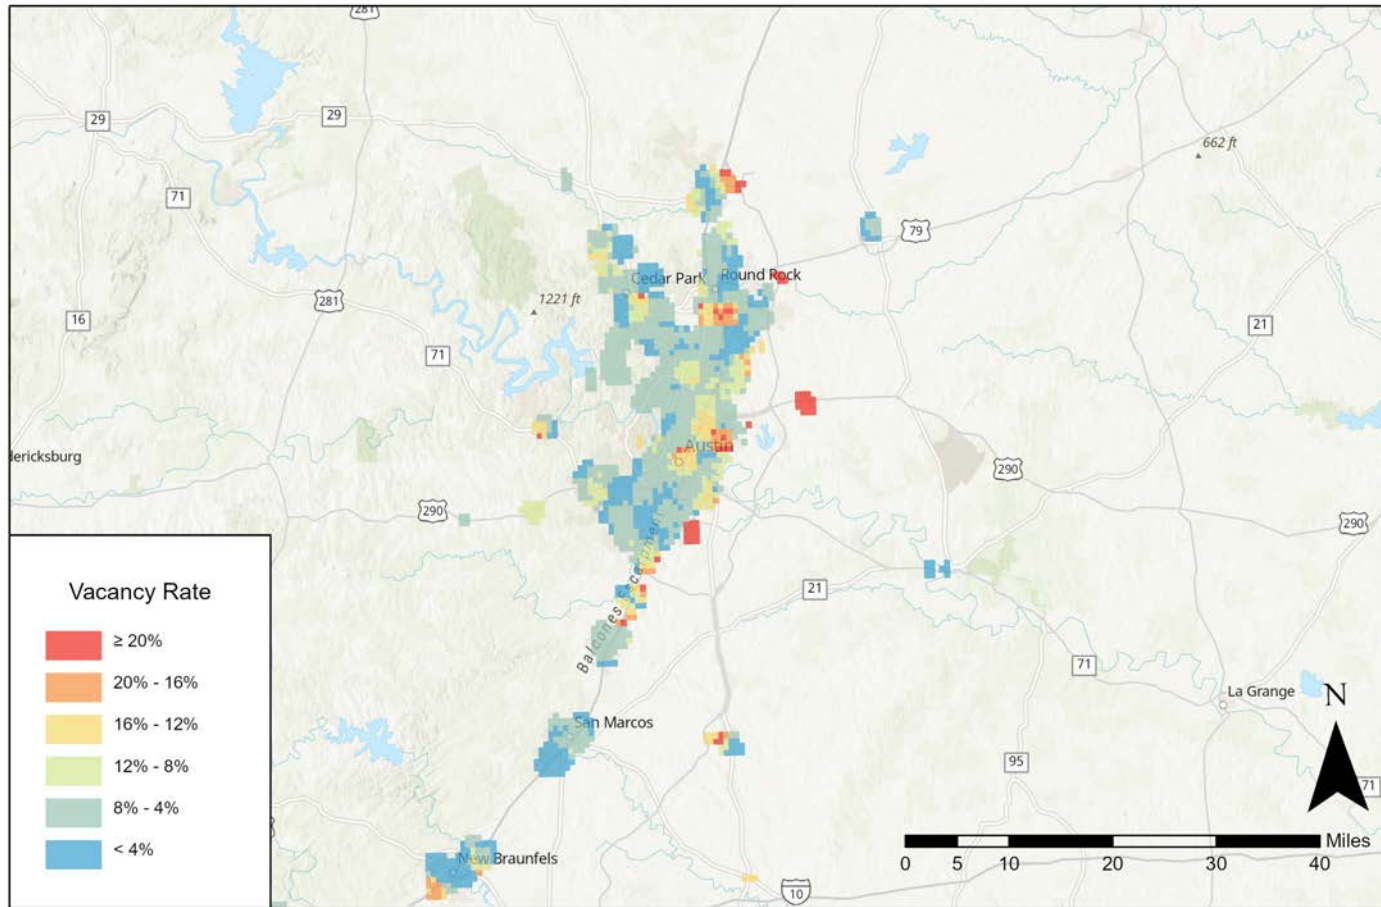 281
29
29
662 ft
71
79
Cedar Park
Round Rock
1221 ft
281
16
21
71
Austin
dericksburg
290
290
290
Balcones Escarpment
Vacancy Rate
≥ 20%
20% - 16%
16% - 12%
12% - 8%
8% - 4%
< 4%
21
71
La Grange
N
San Marcos
95
71
Miles
0 5 10 20 30 40
New Braunfels
10